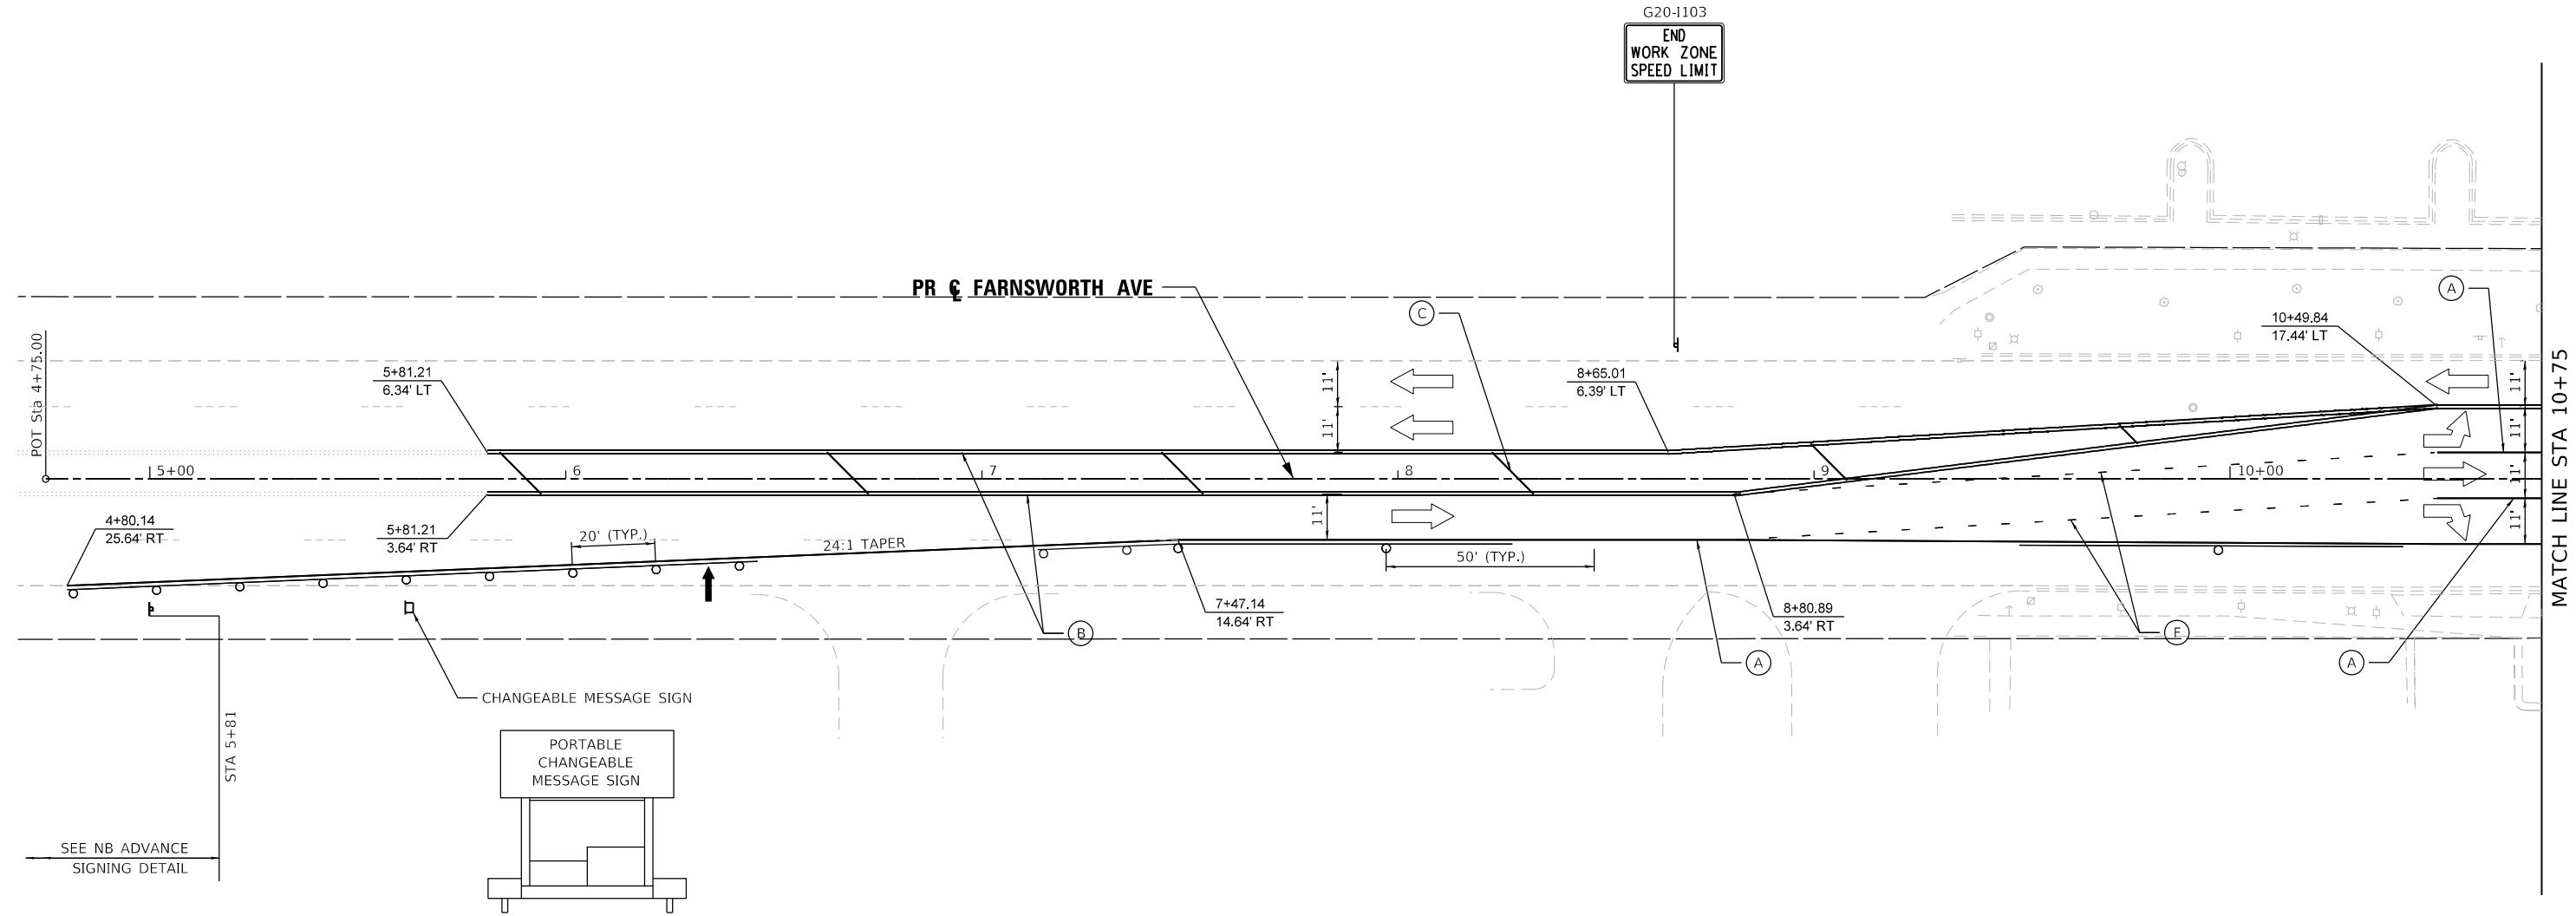 G20-I103
END
WORK ZONE
SPEED LIMIT
PR ℄ FARNSWORTH AVE
C
A
10+49.84
17.44' LT
POT Sta 4+75.00
5+81.21
6.34' LT
11'
11'
8+65.01
6.39' LT
11'
11'
11'
11'
MATCH LINE STA 10+75
5+00
6
7
8
9
10+00
4+80.14
25.64' RT
5+81.21
3.64' RT
20' (TYP.)
24:1 TAPER
11'
50' (TYP.)
7+47.14
14.64' RT
8+80.89
3.64' RT
B
A
F
A
CHANGEABLE MESSAGE SIGN
STA 5+81
PORTABLE
CHANGEABLE
MESSAGE SIGN
SEE NB ADVANCE
SIGNING DETAIL